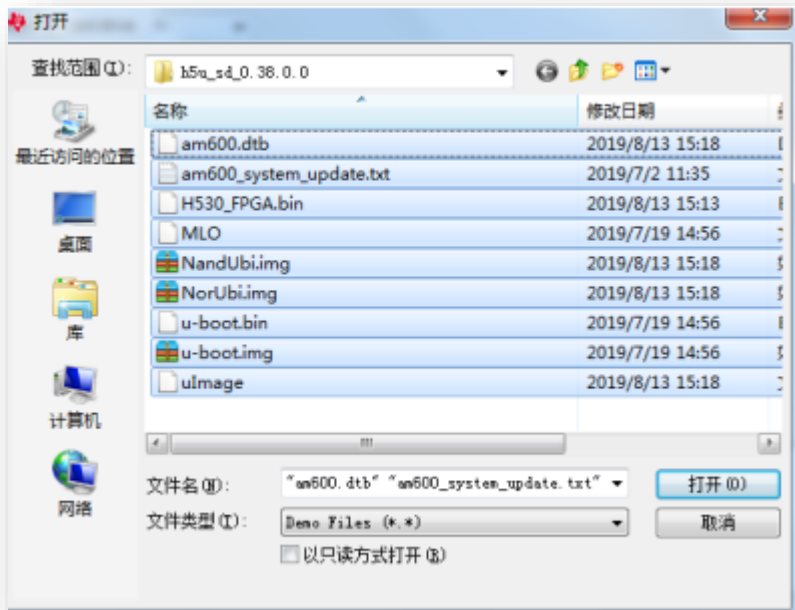 打开
查找范围(I):
h5u_sd_0.38.0.0
最近访问的位置
桌面
库
计算机
网络
名称
修改日期
am600.dtb
2019/8/13 15:18
am600_system_update.txt
2019/7/2 11:35
H530_FPGA.bin
2019/8/13 15:13
MLO
2019/7/19 14:56
NandUbi.img
2019/8/13 15:18
NorUbi.img
2019/8/13 15:18
u-boot.bin
2019/7/19 14:56
u-boot.img
2019/7/19 14:56
uImage
2019/8/13 15:18
文件名(N):
"am600.dtb" "am600_system_update.txt"
打开(O)
文件类型(T):
Demo Files (*.*)
取消
以只读方式打开(R)